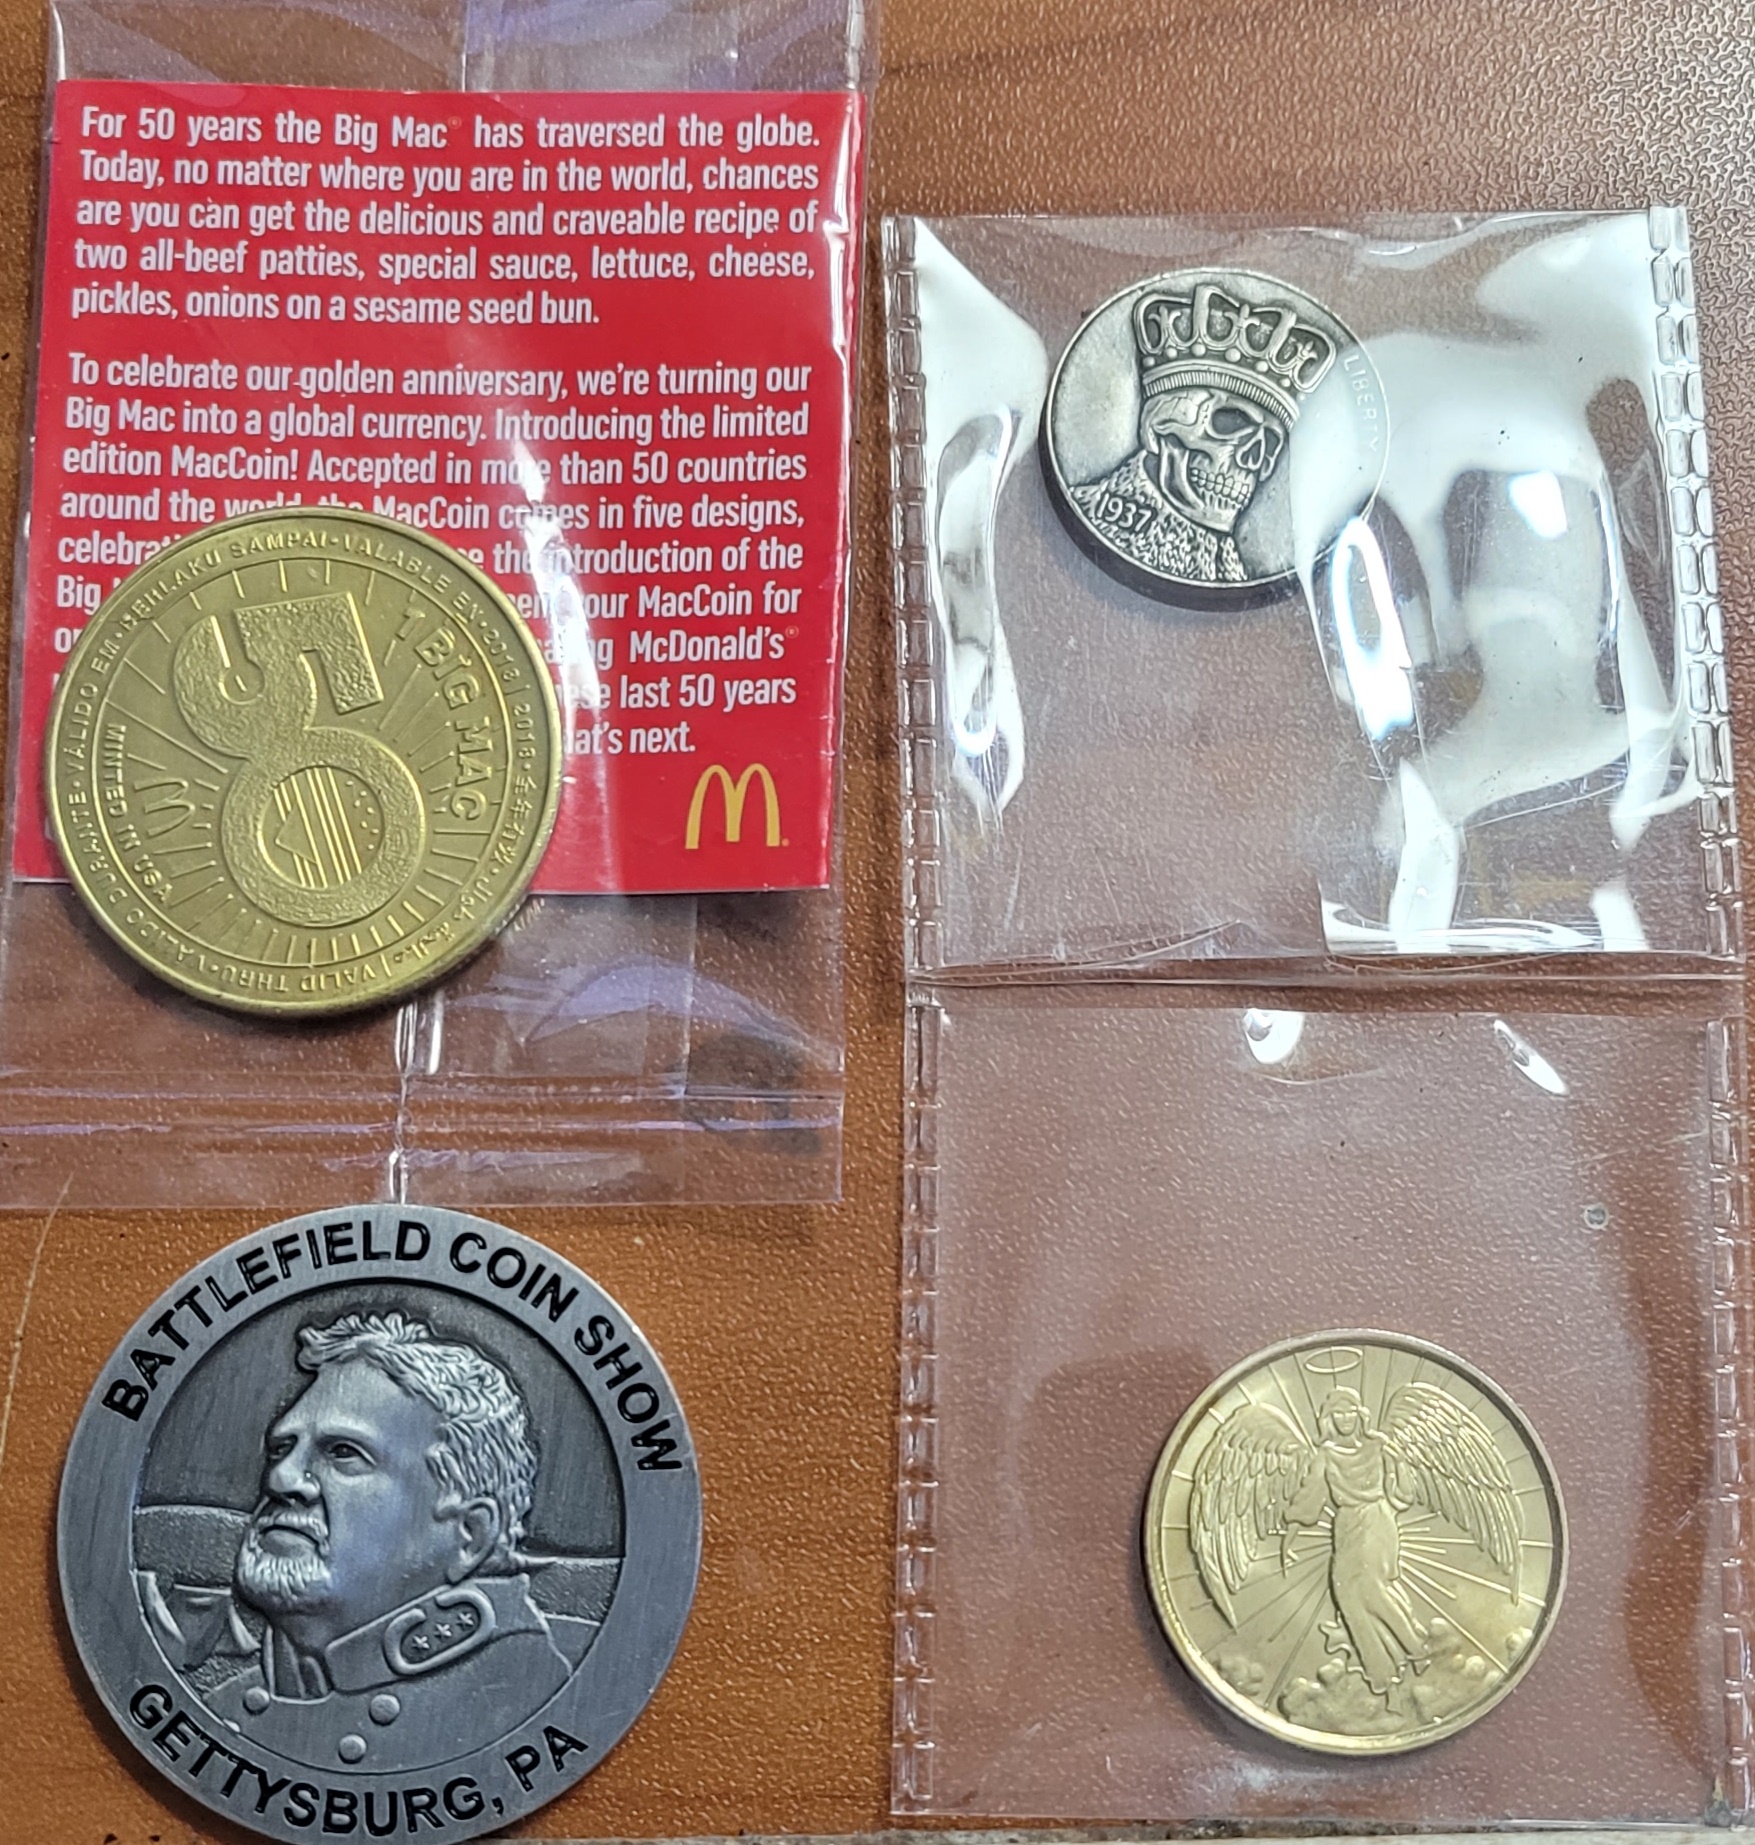 For 50 years the Big Mac® has traversed the globe.
Today, no matter where you are in the world, chances
are you can get the delicious and craveable recipe of
two all-beef patties, special sauce, lettuce, cheese,
pickles, onions on a sesame seed bun.
To celebrate our golden anniversary, we're turning our
Big Mac into a global currency. Introducing the limited
edition MacCoin! Accepted in more than 50 countries
around the world, the MacCoin comes in five designs,
the introduction of the
Big our MacCoin for
McDonald's®
last 50 years
next.
BERLAKU SAMPAI•VALABLE EN•2018|2018•
VALID THRU•VÁLIDO DURANTE•VÁLIDO EM•
50
1 BIG MAC
MINTED IN USA
LIBERTY
1937
BATTLEFIELD COIN SHOW
GETTYSBURG, PA